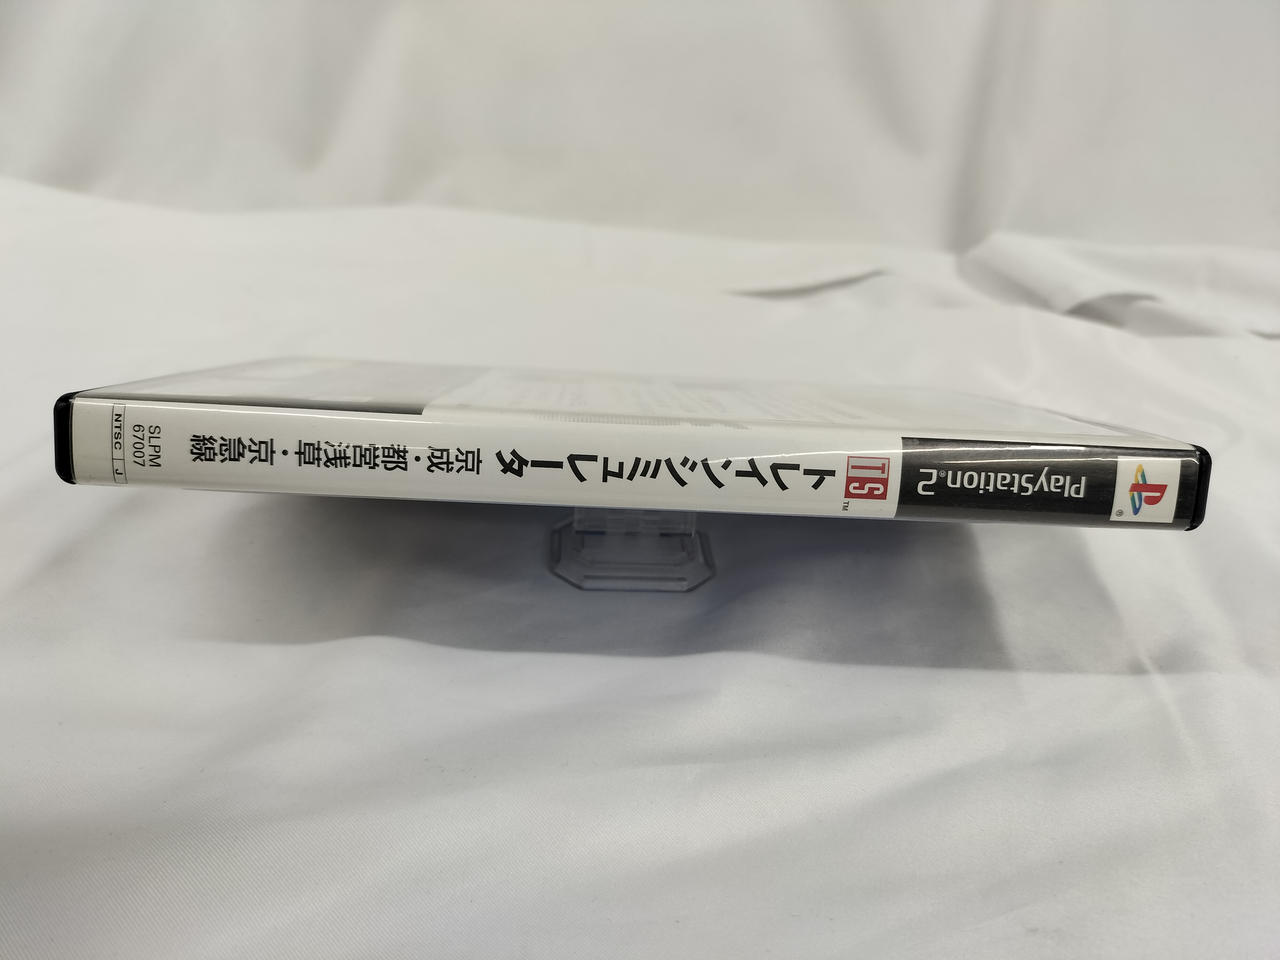 PlayStation®2
TS™
トレインシミュレータ
京成・都営浅草・京急線
SLPM
67007
NTSC J